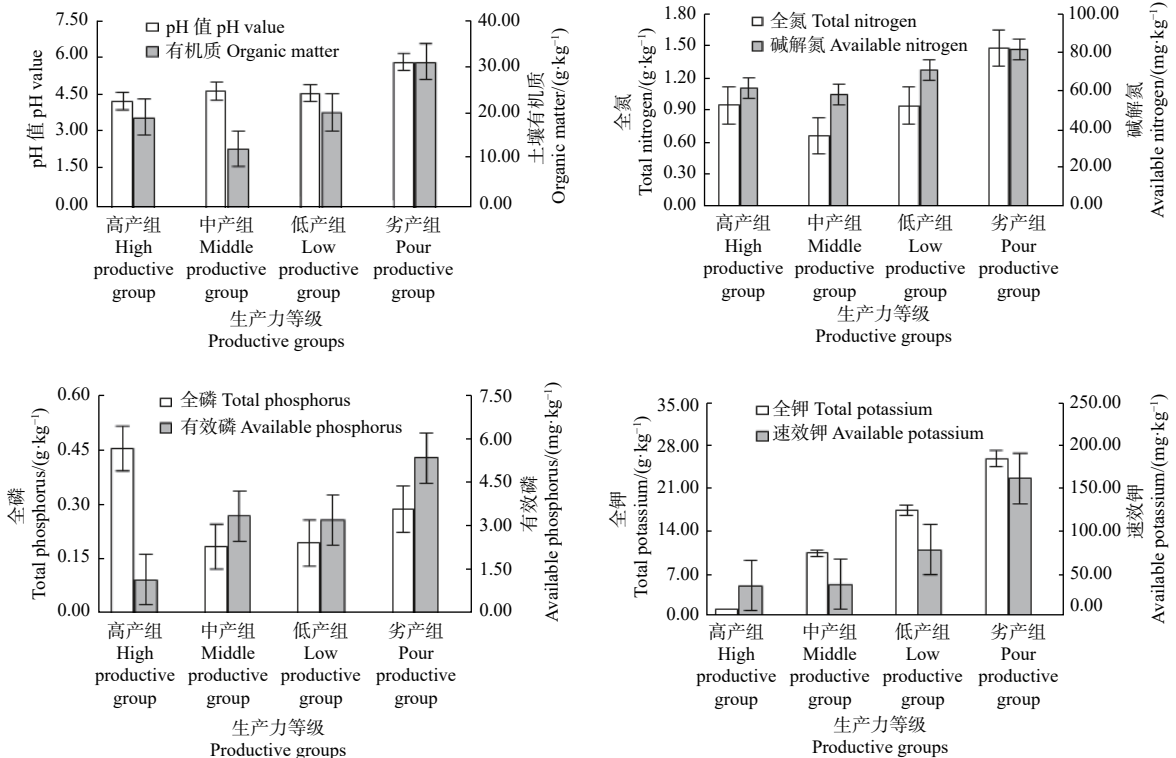 pH 值 pH value
有机质 Organic matter
pH 值 pH value
7.50
6.00
4.50
3.00
1.50
0.00
40.00
30.00
20.00
10.00
0.00
土壤有机质
Organic matter/(g·kg⁻¹)
高产组
High
productive
group
中产组
Middle
productive
group
低产组
Low
productive
group
劣产组
Pour
productive
group
生产力等级
Productive groups
全氮 Total nitrogen
碱解氮 Available nitrogen
全氮
Total nitrogen/(g·kg⁻¹)
1.80
1.50
1.20
0.90
0.60
0.30
0.00
100.00
80.00
60.00
40.00
20.00
0.00
碱解氮
Available nitrogen/(mg·kg⁻¹)
高产组
High
productive
group
中产组
Middle
productive
group
低产组
Low
productive
group
劣产组
Pour
productive
group
生产力等级
Productive groups
全磷 Total phosphorus
有效磷 Available phosphorus
全磷
Total phosphorus/(g·kg⁻¹)
0.60
0.45
0.30
0.15
0.00
7.50
6.00
4.50
3.00
1.50
0.00
有效磷
Available phosphorus/(mg·kg⁻¹)
高产组
High
productive
group
中产组
Middle
productive
group
低产组
Low
productive
group
劣产组
Pour
productive
group
生产力等级
Productive groups
全钾 Total potassium
速效钾 Available potassium
全钾
Total potassium/(g·kg⁻¹)
35.00
28.00
21.00
14.00
7.00
0.00
250.00
200.00
150.00
100.00
50.00
0.00
速效钾
Available potassium/(mg·kg⁻¹)
高产组
High
productive
group
中产组
Middle
productive
group
低产组
Low
productive
group
劣产组
Pour
productive
group
生产力等级
Productive groups